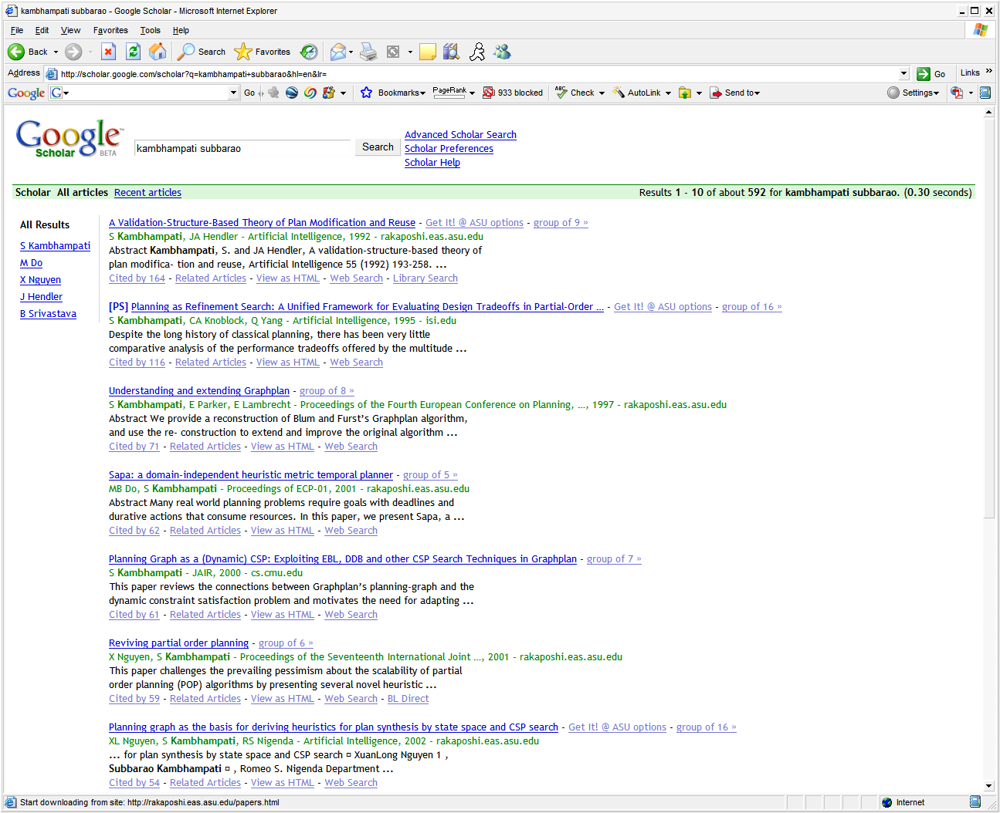 kambhampati subbarao - Google Scholar - Microsoft Internet Explorer
File Edit View Favorites Tools Help
Back Search Favorites
Address http://scholar.google.com/scholar?q=kambhampati+subbarao&hl=en&lr= Go Links »
Google G Go Bookmarks PageRank 933 blocked ABC Check AutoLink Send to Settings
Google™ Scholar BETA
kambhampati subbarao Search
Advanced Scholar Search
Scholar Preferences
Scholar Help
Scholar All articles Recent articles Results 1 - 10 of about 592 for kambhampati subbarao. (0.30 seconds)
All Results
S Kambhampati
M Do
X Nguyen
J Hendler
B Srivastava
A Validation-Structure-Based Theory of Plan Modification and Reuse - Get It! @ ASU options - group of 9 »
S Kambhampati, JA Hendler - Artificial Intelligence, 1992 - rakaposhi.eas.asu.edu
Abstract Kambhampati, S. and JA Hendler, A validation-structure-based theory of
plan modifica- tion and reuse, Artificial Intelligence 55 (1992) 193-258. ...
Cited by 164 - Related Articles - View as HTML - Web Search - Library Search
[PS] Planning as Refinement Search: A Unified Framework for Evaluating Design Tradeoffs in Partial-Order ... - Get It! @ ASU options - group of 16 »
S Kambhampati, CA Knoblock, Q Yang - Artificial Intelligence, 1995 - isi.edu
Despite the long history of classical planning, there has been very little
comparative analysis of the performance tradeoffs offered by the multitude ...
Cited by 116 - Related Articles - View as HTML - Web Search
Understanding and extending Graphplan - group of 8 »
S Kambhampati, E Parker, E Lambrecht - Proceedings of the Fourth European Conference on Planning, ..., 1997 - rakaposhi.eas.asu.edu
Abstract We provide a reconstruction of Blum and Furst's Graphplan algorithm,
and use the re- construction to extend and improve the original algorithm ...
Cited by 71 - Related Articles - View as HTML - Web Search
Sapa: a domain-independent heuristic metric temporal planner - group of 5 »
MB Do, S Kambhampati - Proceedings of ECP-01, 2001 - rakaposhi.eas.asu.edu
Abstract Many real world planning problems require goals with deadlines and
durative actions that consume resources. In this paper, we present Sapa, a ...
Cited by 62 - Related Articles - View as HTML - Web Search
Planning Graph as a (Dynamic) CSP: Exploiting EBL, DDB and other CSP Search Techniques in Graphplan - group of 7 »
S Kambhampati - JAIR, 2000 - cs.cmu.edu
This paper reviews the connections between Graphplan's planning-graph and the
dynamic constraint satisfaction problem and motivates the need for adapting ...
Cited by 61 - Related Articles - View as HTML - Web Search
Reviving partial order planning - group of 6 »
X Nguyen, S Kambhampati - Proceedings of the Seventeenth International Joint ..., 2001 - rakaposhi.eas.asu.edu
This paper challenges the prevailing pessimism about the scalability of partial
order planning (POP) algorithms by presenting several novel heuristic ...
Cited by 59 - Related Articles - View as HTML - Web Search - BL Direct
Planning graph as the basis for deriving heuristics for plan synthesis by state space and CSP search - Get It! @ ASU options - group of 16 »
XL Nguyen, S Kambhampati, RS Nigenda - Artificial Intelligence, 2002 - rakaposhi.eas.asu.edu
... for plan synthesis by state space and CSP search ¤ XuanLong Nguyen 1 ,
Subbarao Kambhampati ¤ , Romeo S. Nigenda Department ...
Cited by 54 - Related Articles - View as HTML - Web Search
Start downloading from site: http://rakaposhi.eas.asu.edu/papers.html Internet